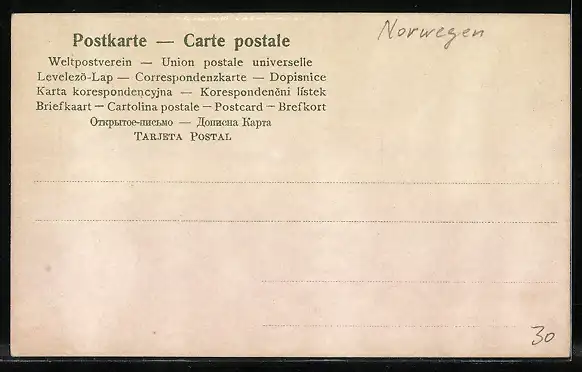 Postkarte — Carte postale
Norwegen
Weltpostverein — Union postale universelle
Levelezõ-Lap — Correspondenzkarte — Dopisnice
Karta korespondencyjna — Korespondenční lístek
Briefkaart — Cartolina postale — Postcard — Brefkort
Открытое-письмо — Дописна Карта
TARJETA POSTAL
30